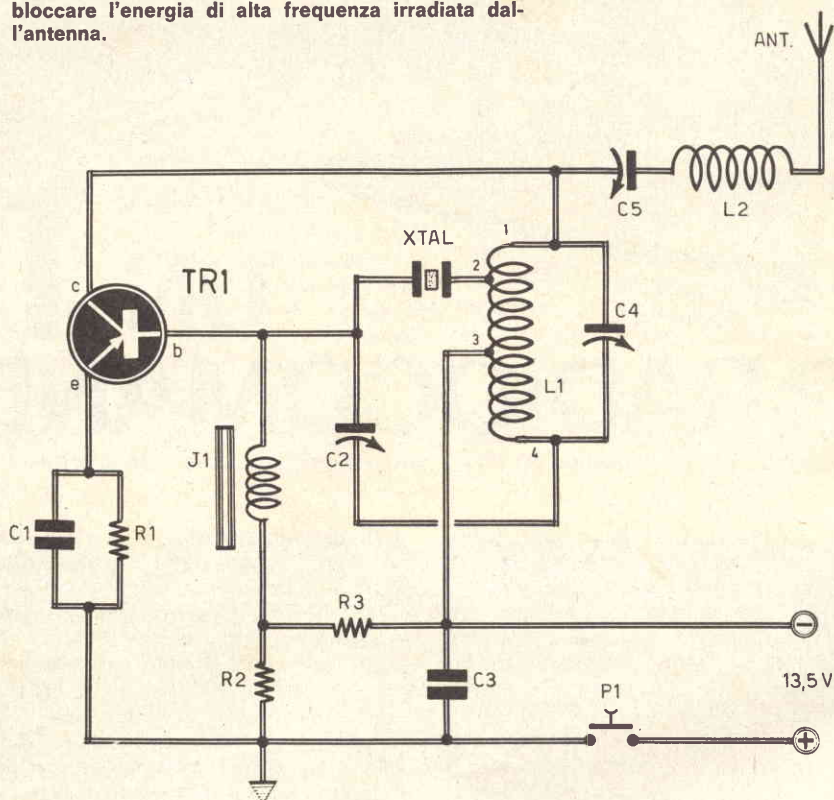 bloccare l'energia di alta frequenza irradiata dal-
l'antenna.
ANT.
C5
L2
XTAL
1
2
TR1
c
C4
3
b
L1
e
J1
C2
4
C1
R1
R3
−
R2
C3
13,5 V
P1
+